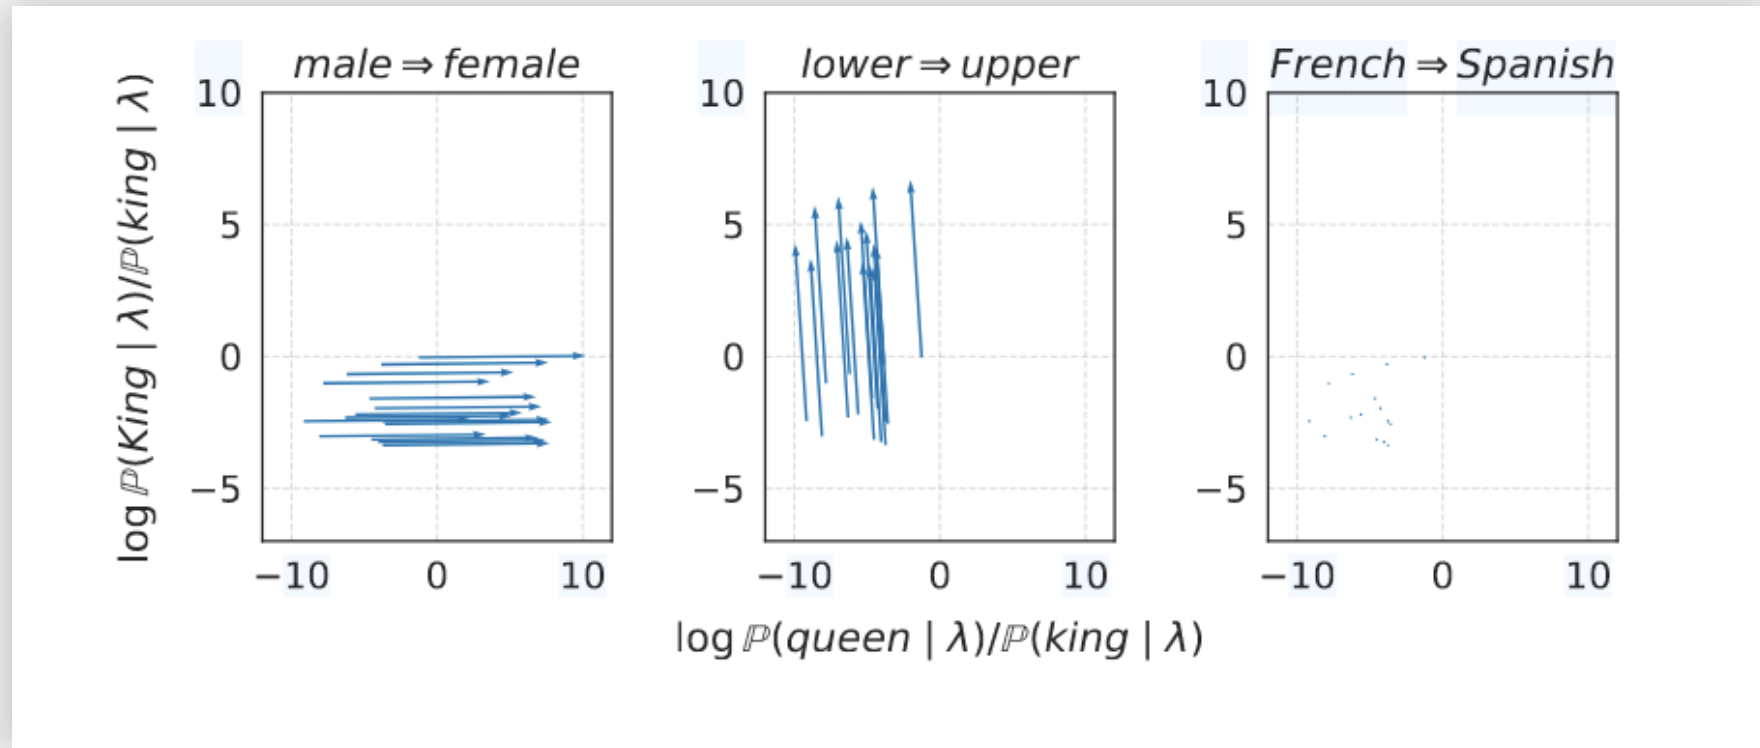 male ⇒ female
lower ⇒ upper
French ⇒ Spanish
log ℙ(King | λ)/ℙ(king | λ)
10
5
0
−5
−10 0 10
10
5
0
−5
−10 0 10
10
5
0
−5
−10 0 10
log ℙ(queen | λ)/ℙ(king | λ)